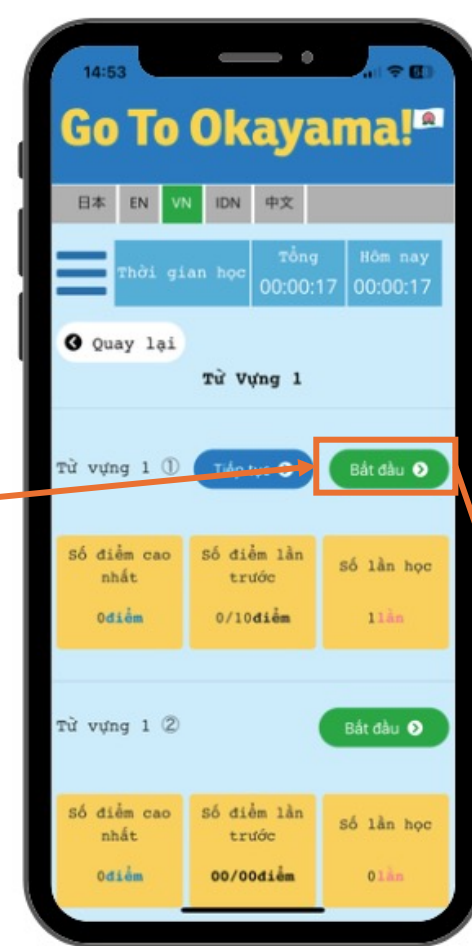 14:53
Go To Okayama!
日本 EN VN IDN 中文
Thời gian học
Tổng
00:00:17
Hôm nay
00:00:17
Quay lại
Từ Vựng 1
Từ vựng 1 ① Tiếp tục Bắt đầu
Số điểm cao
nhất
0điểm
Số điểm lần
trước
0/10điểm
Số lần học
1lần
Từ vựng 1 ② Bắt đầu
Số điểm cao
nhất
0điểm
Số điểm lần
trước
00/00điểm
Số lần học
0lần